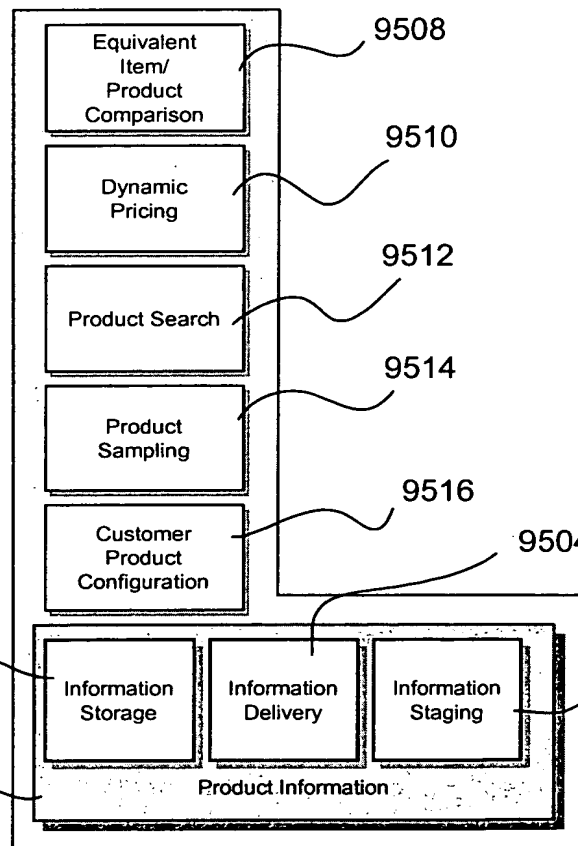 Equivalent
Item/
Product
Comparison
9508
Dynamic
Pricing
9510
Product Search
9512
Product
Sampling
9514
Customer
Product
Configuration
9516
9504
Information
Storage
Information
Delivery
Information
Staging
Product Information